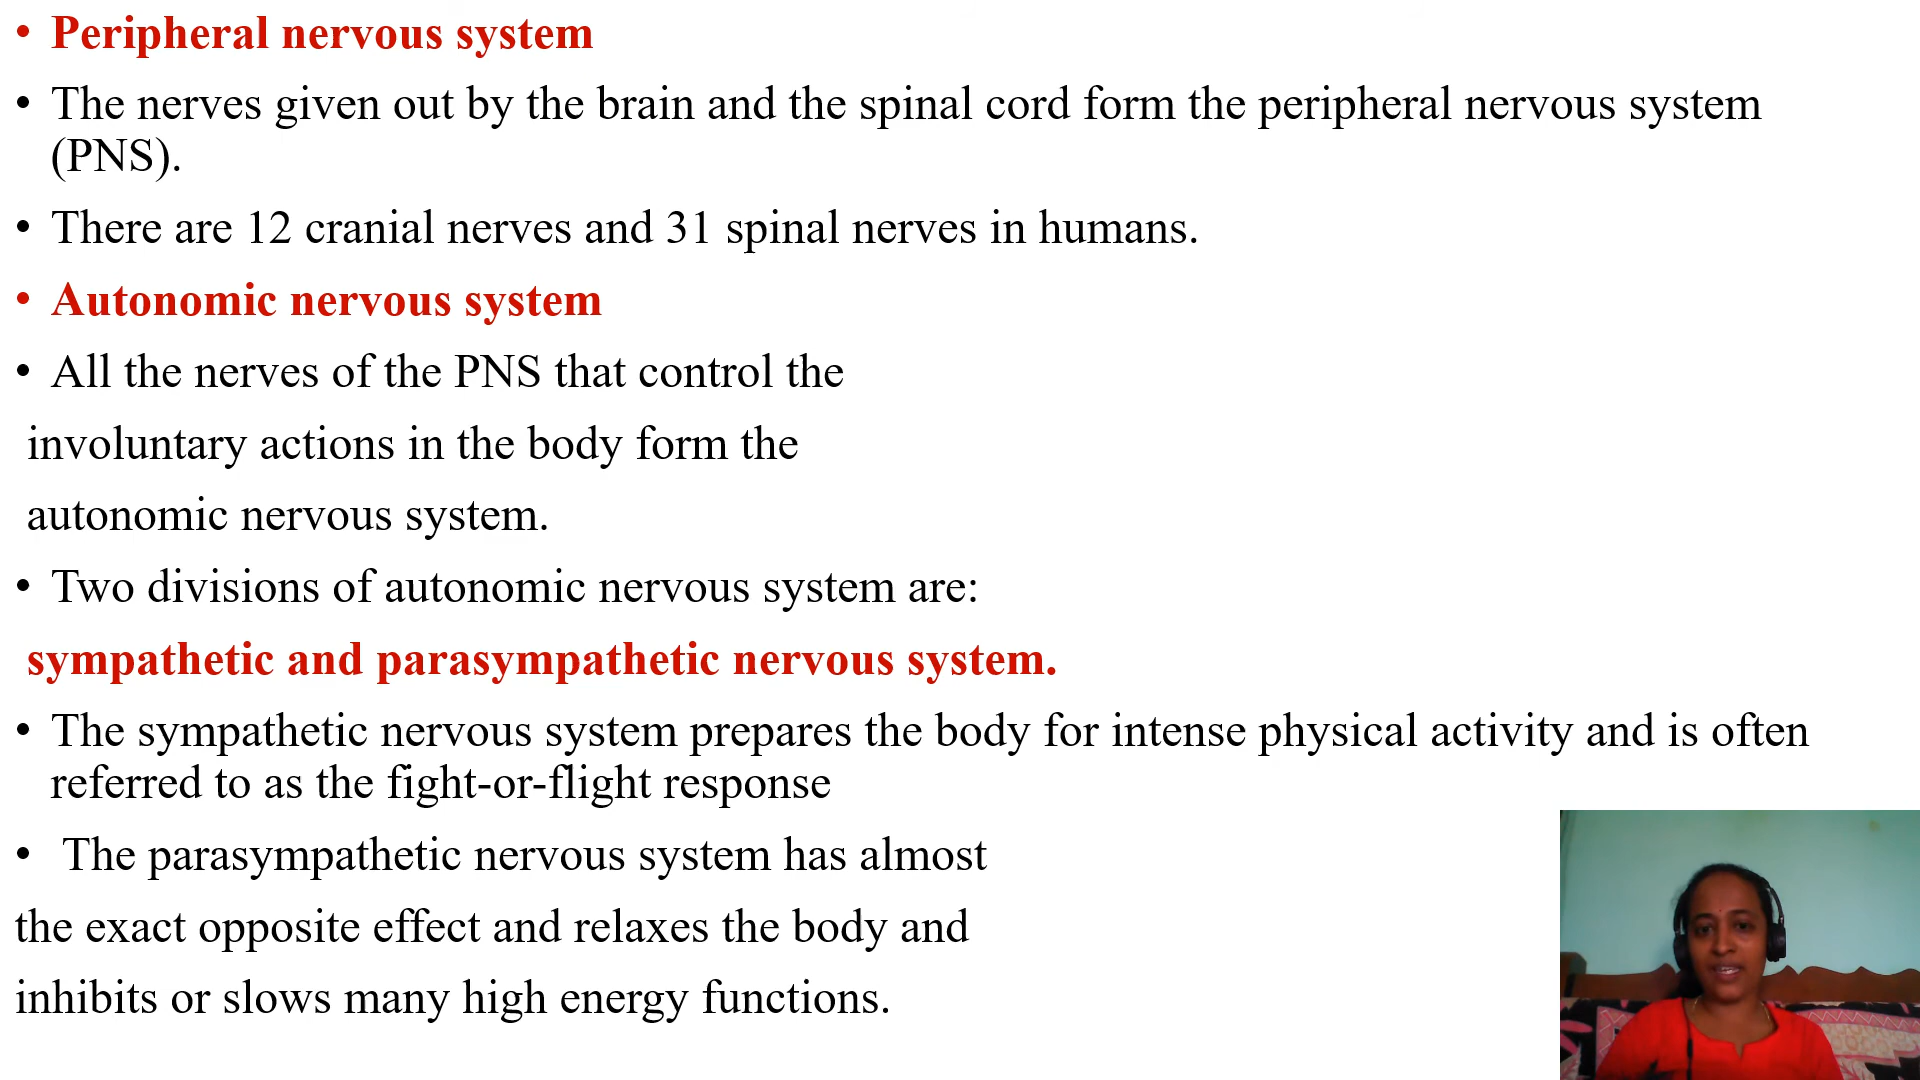 • Peripheral nervous system
• The nerves given out by the brain and the spinal cord form the peripheral nervous system
(PNS).
• There are 12 cranial nerves and 31 spinal nerves in humans.
• Autonomic nervous system
• All the nerves of the PNS that control the
involuntary actions in the body form the
autonomic nervous system.
• Two divisions of autonomic nervous system are:
sympathetic and parasympathetic nervous system.
• The sympathetic nervous system prepares the body for intense physical activity and is often
referred to as the fight-or-flight response
• The parasympathetic nervous system has almost
the exact opposite effect and relaxes the body and
inhibits or slows many high energy functions.